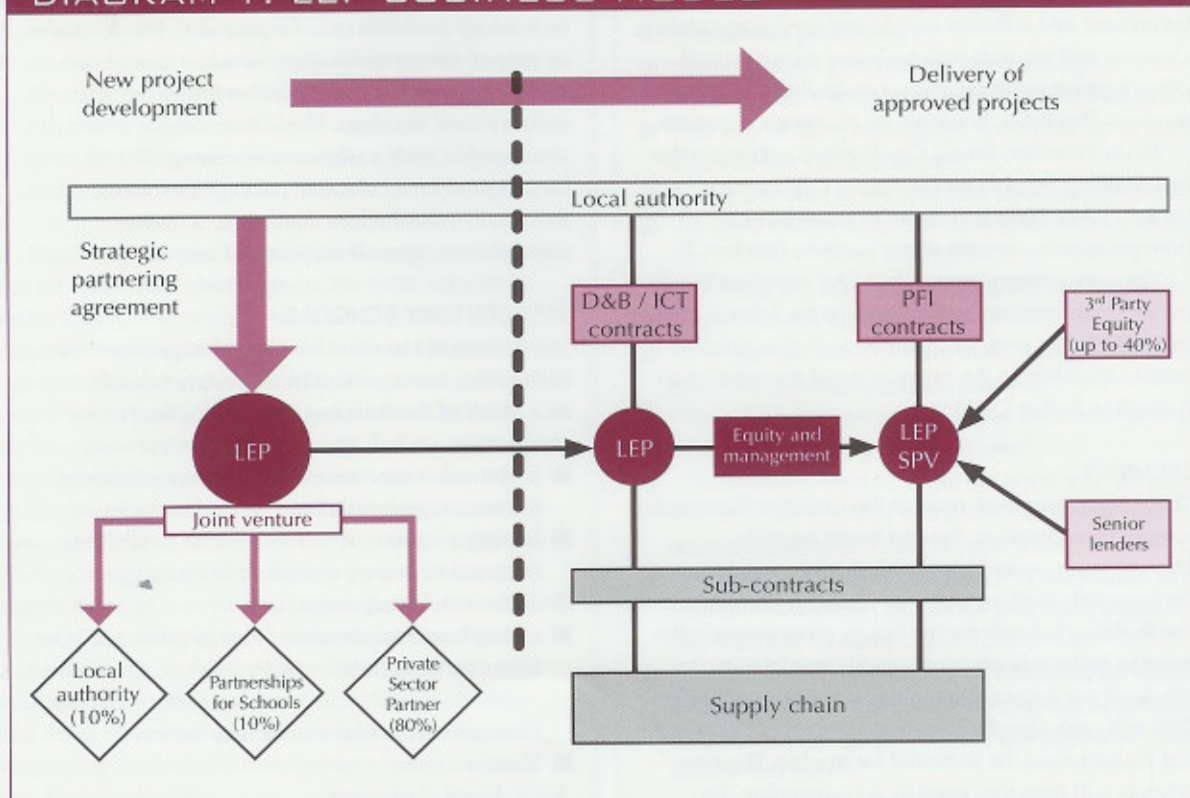 New project
development
Delivery of
approved projects
Local authority
Strategic
partnering
agreement
D&B / ICT
contracts
PFI
contracts
3rd Party
Equity
(up to 40%)
LEP
LEP
Equity and
management
LEP
SPV
Joint venture
Senior
lenders
Sub-contracts
Local
authority
(10%)
Partnerships
for Schools
(10%)
Private
Sector
Partner
(80%)
Supply chain